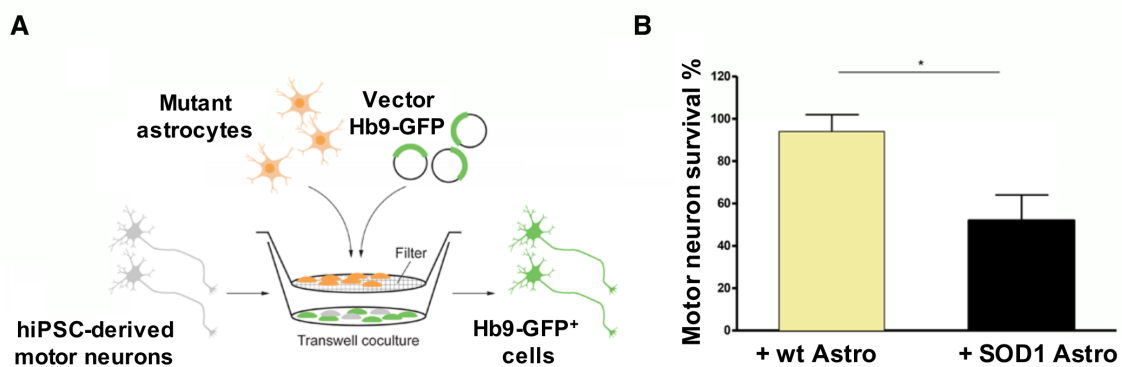 A
Mutant
astrocytes
Vector
Hb9-GFP
Filter
hiPSC-derived
motor neurons
Transwell coculture
Hb9-GFP⁺
cells
B
*
Motor neuron survival %
120
100
80
60
40
20
0
+ wt Astro
+ SOD1 Astro